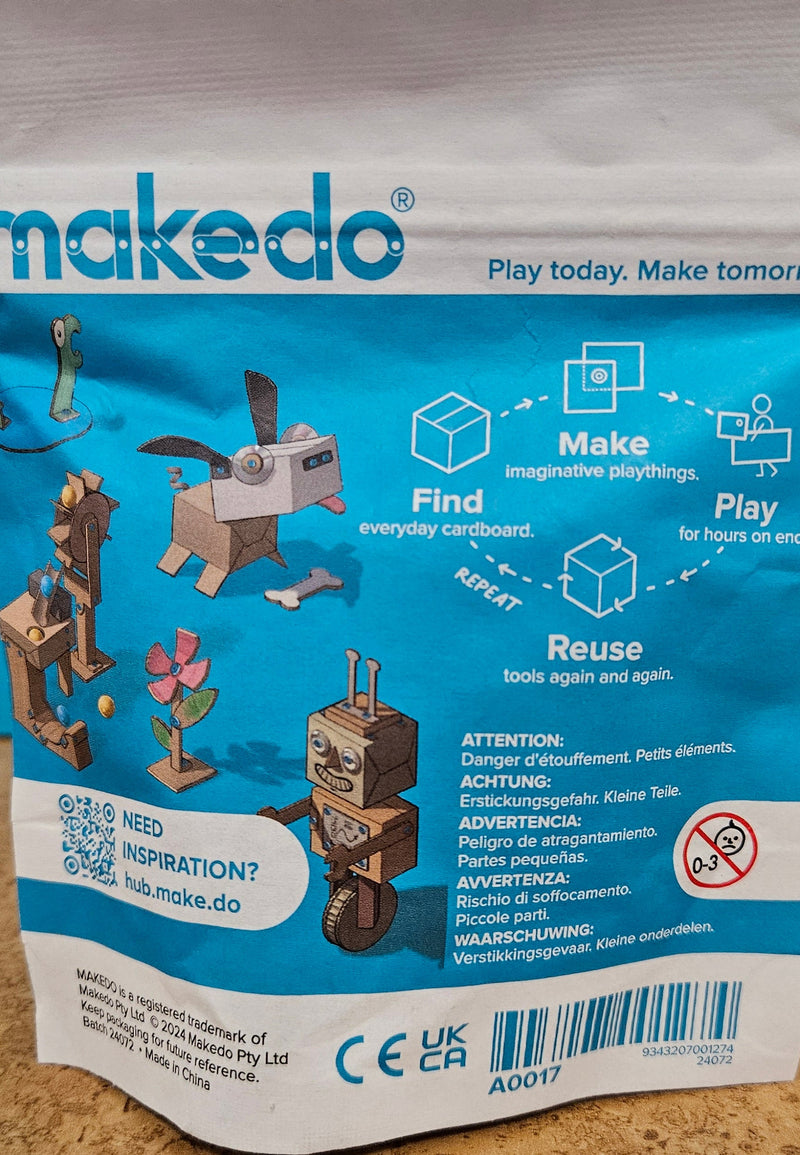 makedo®
Play today. Make
Make
imaginative playthings.
Find
everyday cardboard.
Play
for hours on
REPEAT
Reuse
tools again and again.
ATTENTION:
Danger d'étouffement. Petits éléments.
ACHTUNG:
Erstickungsgefahr. Kleine Teile.
ADVERTENCIA:
Peligro de atragantamiento.
Partes pequeñas.
AVVERTENZA:
Rischio di soffocamento.
Piccole parti.
WAARSCHUWING:
Verstikkingsgevaar. Kleine onderdelen.
0-3
NEED
INSPIRATION?
hub.make.do
MAKEDO is a registered trademark of
Makedo Pty Ltd © 2024 Makedo Pty Ltd
Keep packaging for future reference.
Batch 24072 • Made in China
CE
UK
CA
A0017
9343207001274
24072